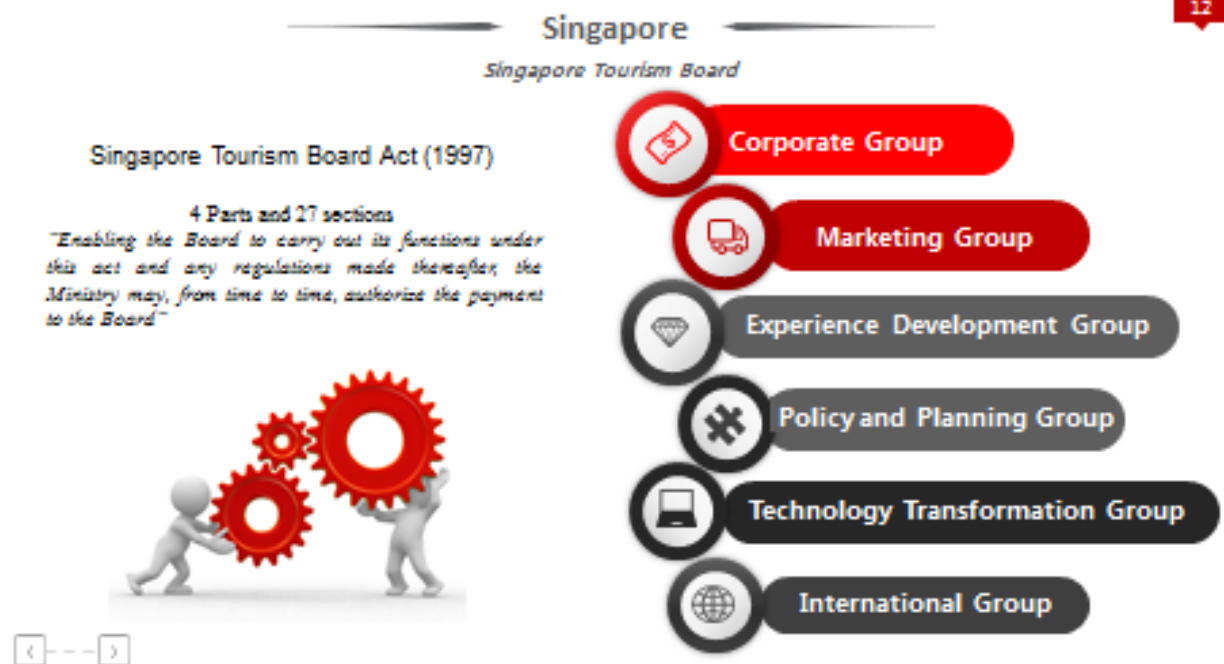 12
Singapore
Singapore Tourism Board
Singapore Tourism Board Act (1997)
4 Parts and 27 sections
"Enabling the Board to carry out its functions under
this act and any regulations made thereafter, the
Ministry may, from time to time, authorize the payment
to the Board"
Corporate Group
Marketing Group
Experience Development Group
Policy and Planning Group
Technology Transformation Group
International Group